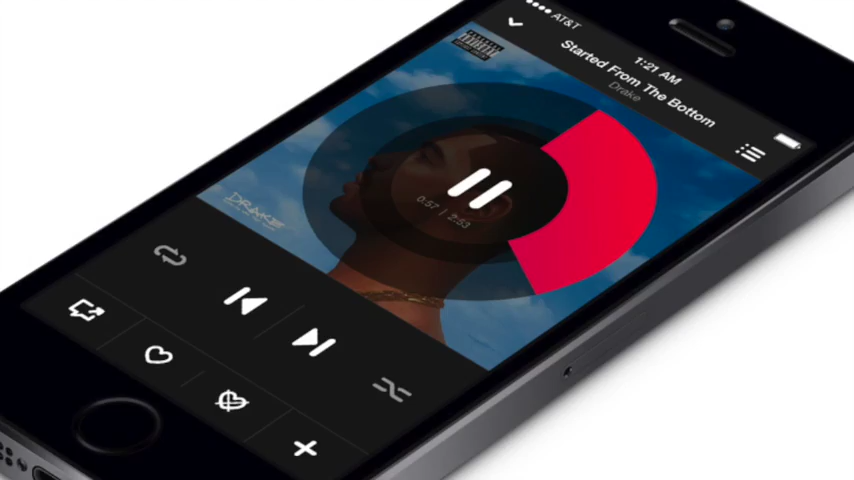 AT&T
1:21 AM
Started From The Bottom
Drake
0:57 | 2:53
DRAKE